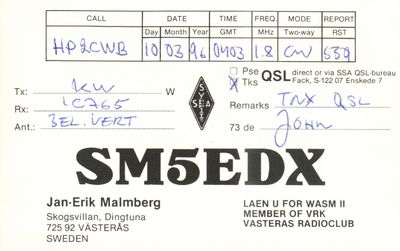 CALL DATE TIME FREQ. MODE REPORT
Day Month Year GMT MHz Two-way RST
HP2CWB 10 03 96 0403 1.8 CW 539
Pse QSL direct or via SSA QSL-bureau
Tks Fack, S-122 07 Enskede 7
Tx: KW W
IC765
Ant.: BEL.VERT
SSA
Remarks TNX QSL
73 de JOHN
SM5EDX
Jan-Erik Malmberg
Skogsvillan, Dingtuna
725 92 VÄSTERÅS
SWEDEN
LAEN U FOR WASM II
MEMBER OF VRK
VASTERAS RADIOCLUB